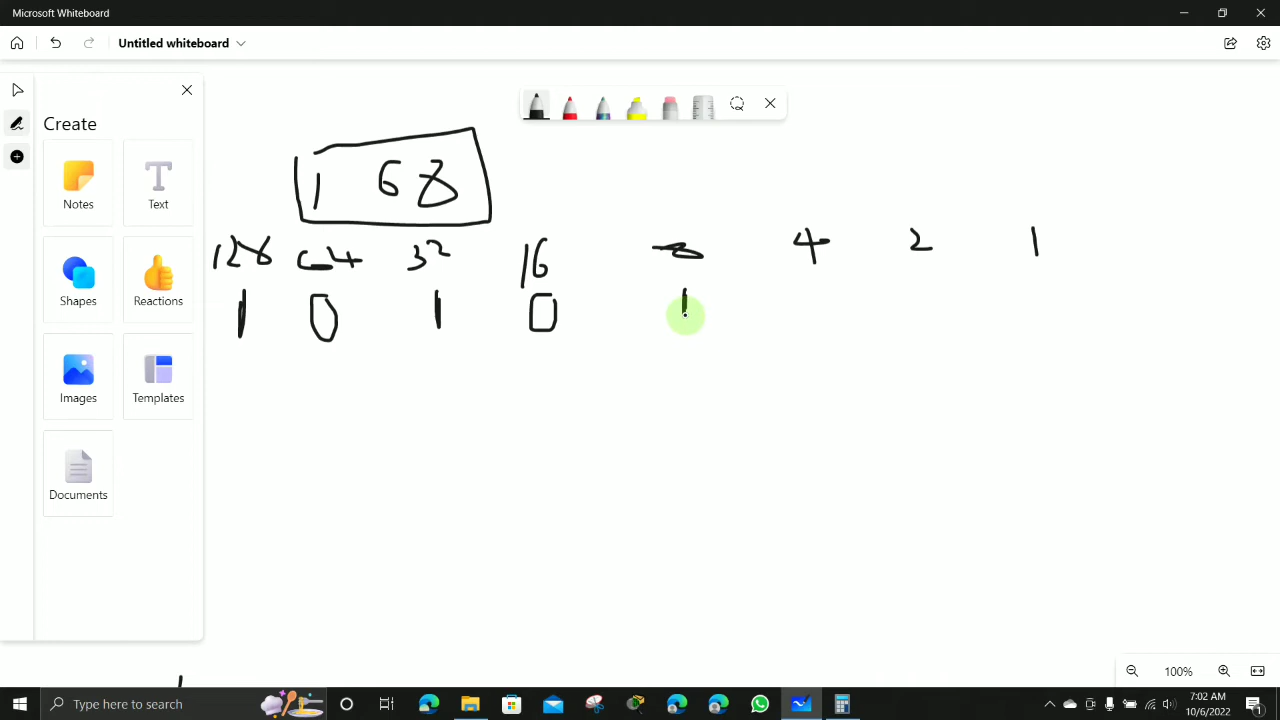 Microsoft Whiteboard
Untitled whiteboard
Create
168
128 64 32 16 8 4 2 1
1 0 1 0 1
Notes Text
Shapes Reactions
Images Templates
Documents
100%
Type here to search
7:02 AM
10/6/2022
1